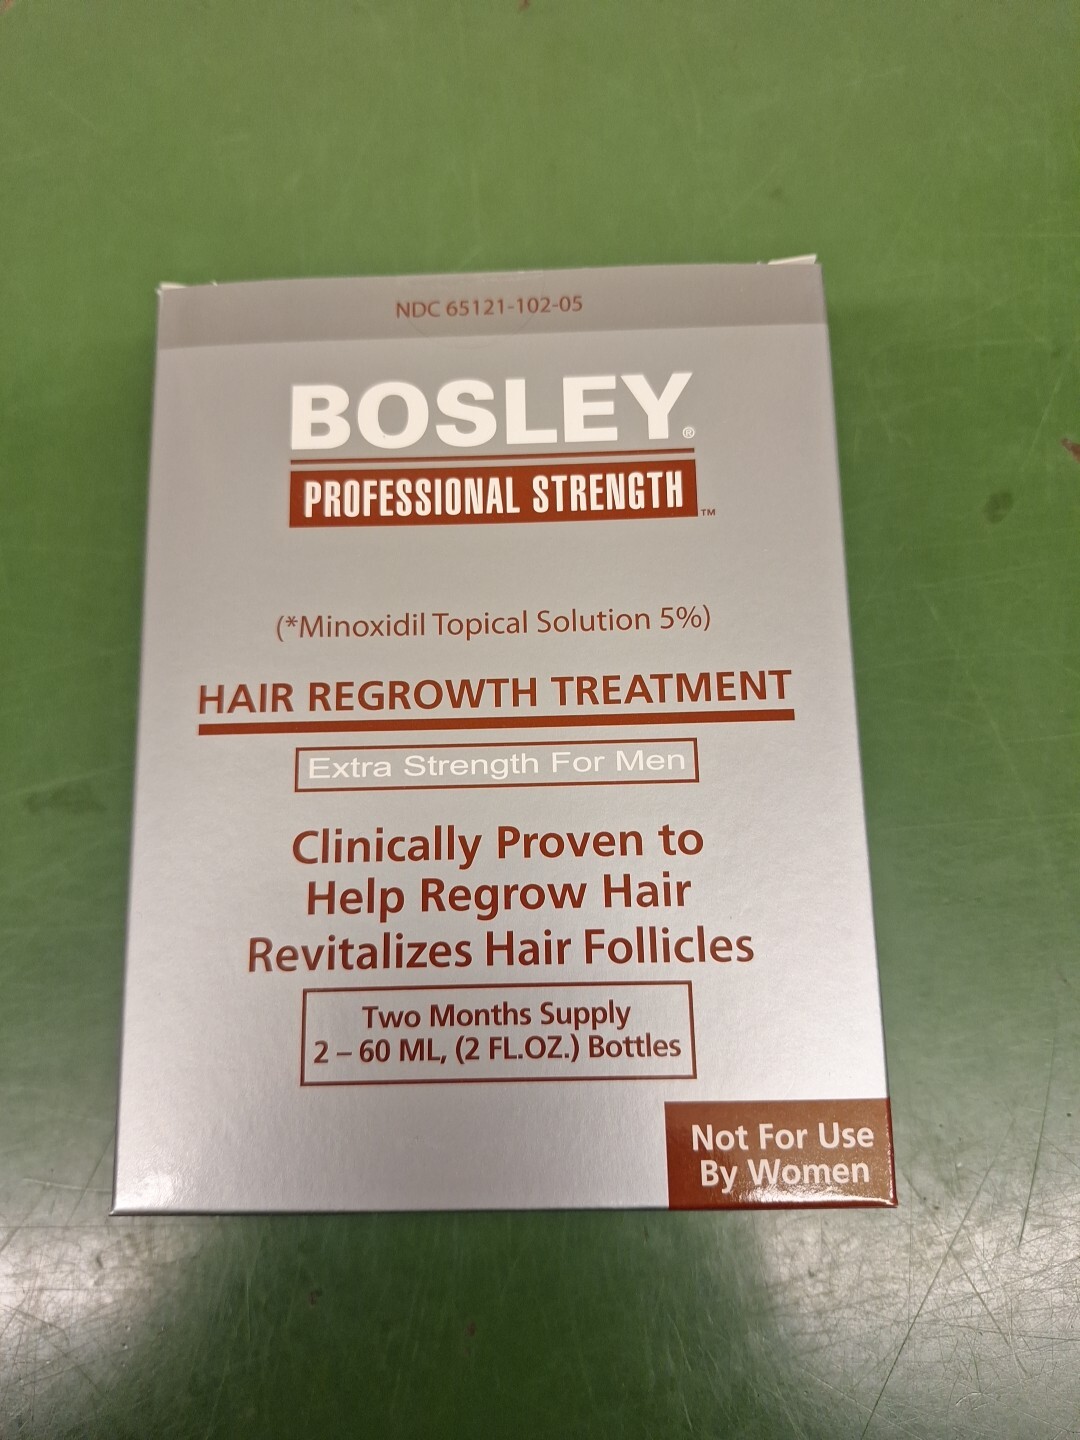 NDC 65121-102-05
BOSLEY®
PROFESSIONAL STRENGTH™
(*Minoxidil Topical Solution 5%)
HAIR REGROWTH TREATMENT
Extra Strength For Men
Clinically Proven to
Help Regrow Hair
Revitalizes Hair Follicles
Two Months Supply
2 – 60 ML, (2 FL.OZ.) Bottles
Not For Use
By Women